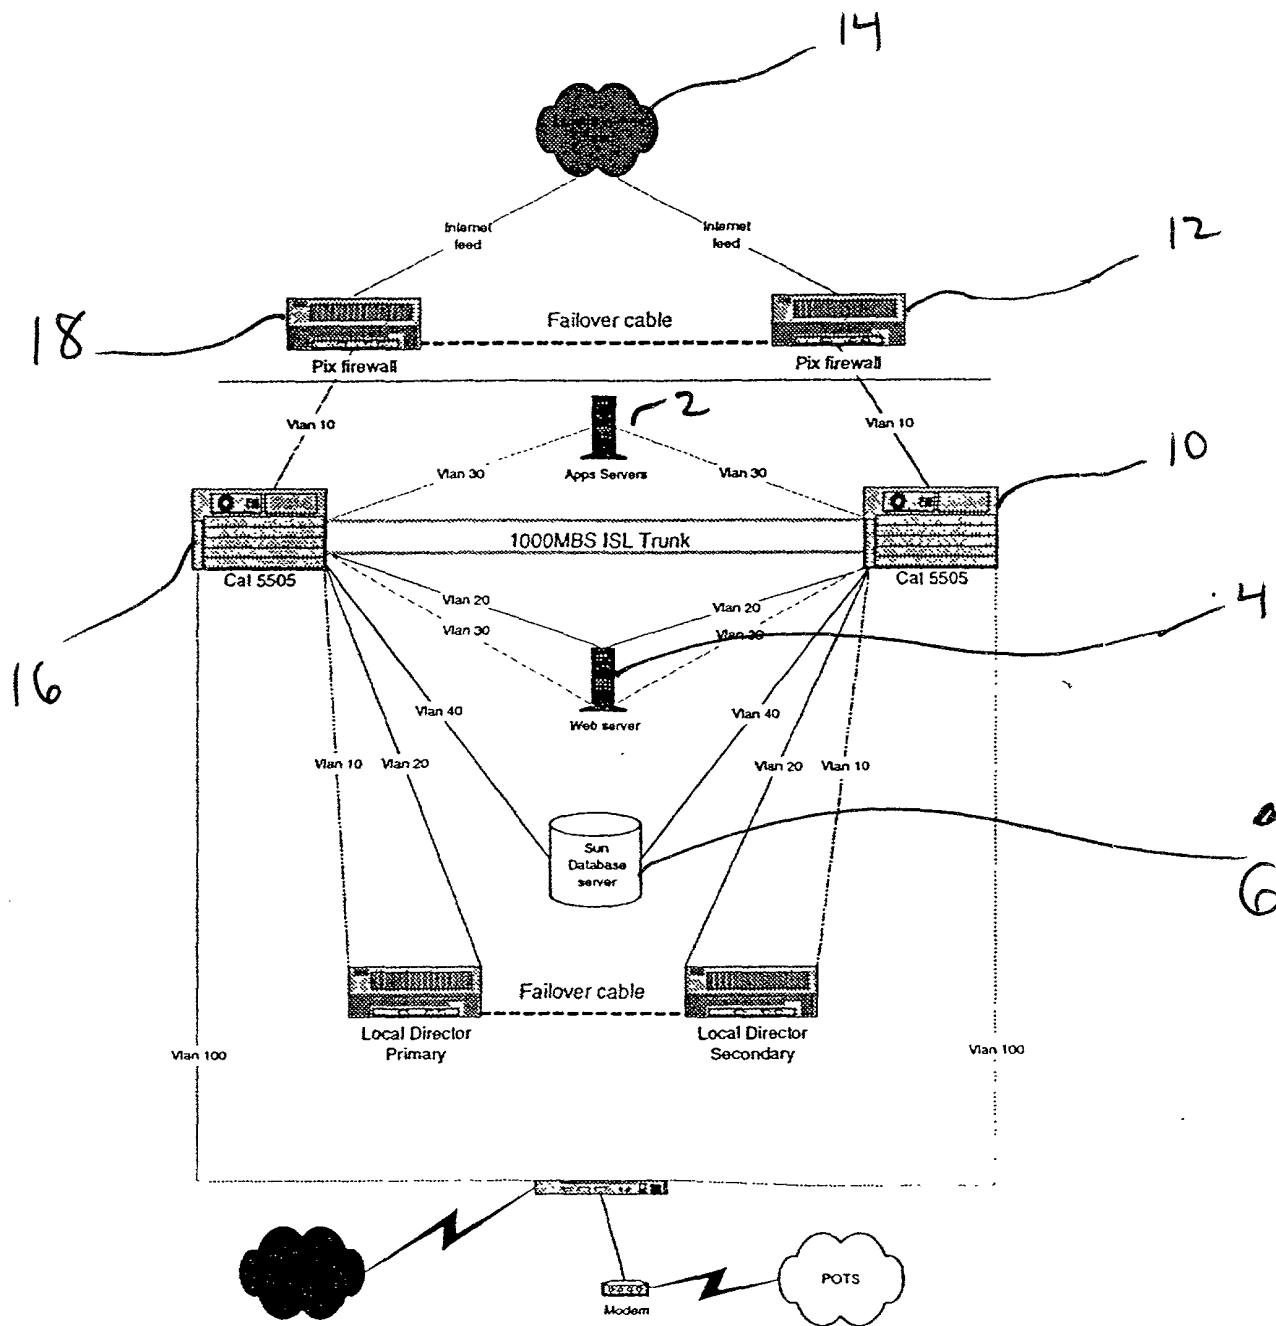 14
Internet
feed
Internet
feed
12
18
Failover cable
Pix firewall
Pix firewall
2
Vlan 10
Vlan 10
Vlan 30
Apps Servers
Vlan 30
10
1000MBS ISL Trunk
Cat 5505
Cat 5505
Vlan 20
Vlan 20
4
Vlan 30
Vlan 30
16
Vlan 40
Web server
Vlan 40
Vlan 10
Vlan 20
Vlan 20
Vlan 10
Sun
Database
server
6
Failover cable
Local Director
Primary
Local Director
Secondary
Vlan 100
Vlan 100
POTS
Modem